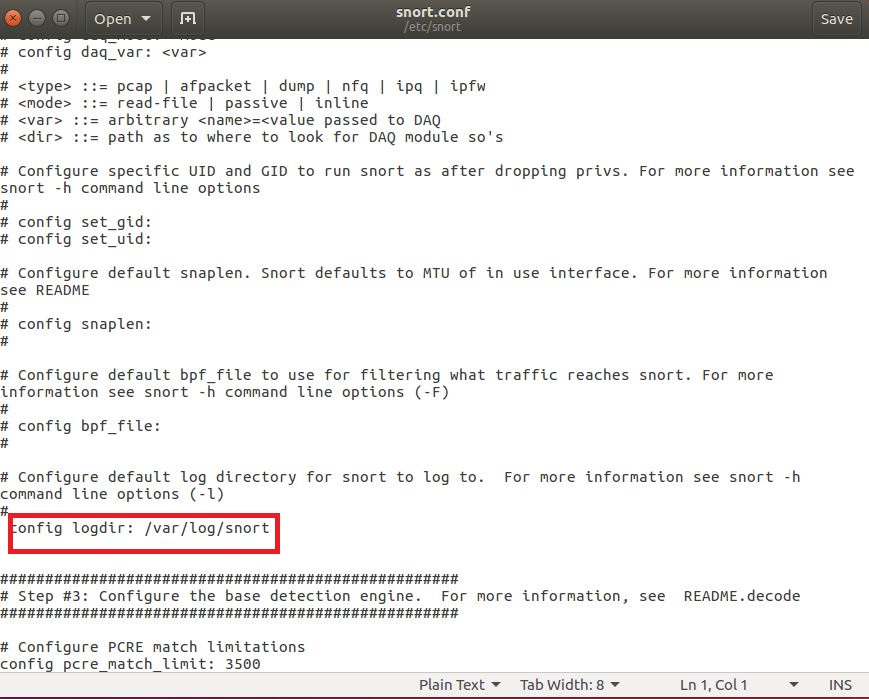 Open
snort.conf
/etc/snort
Save
# config daq_var: <var>
#
# <type> ::= pcap | afpacket | dump | nfq | ipq | ipfw
# <mode> ::= read-file | passive | inline
# <var> ::= arbitrary <name>=<value passed to DAQ
# <dir> ::= path as to where to look for DAQ module so's
# Configure specific UID and GID to run snort as after dropping privs. For more information see
snort -h command line options
#
# config set_gid:
# config set_uid:
# Configure default snaplen. Snort defaults to MTU of in use interface. For more information
see README
#
# config snaplen:
#
# Configure default bpf_file to use for filtering what traffic reaches snort. For more
information see snort -h command line options (-F)
#
# config bpf_file:
#
# Configure default log directory for snort to log to.  For more information see snort -h
command line options (-l)
#
config logdir: /var/log/snort
###################################################
# Step #3: Configure the base detection engine.  For more information, see  README.decode
###################################################
# Configure PCRE match limitations
config pcre_match_limit: 3500
Plain Text
Tab Width: 8
Ln 1, Col 1
INS